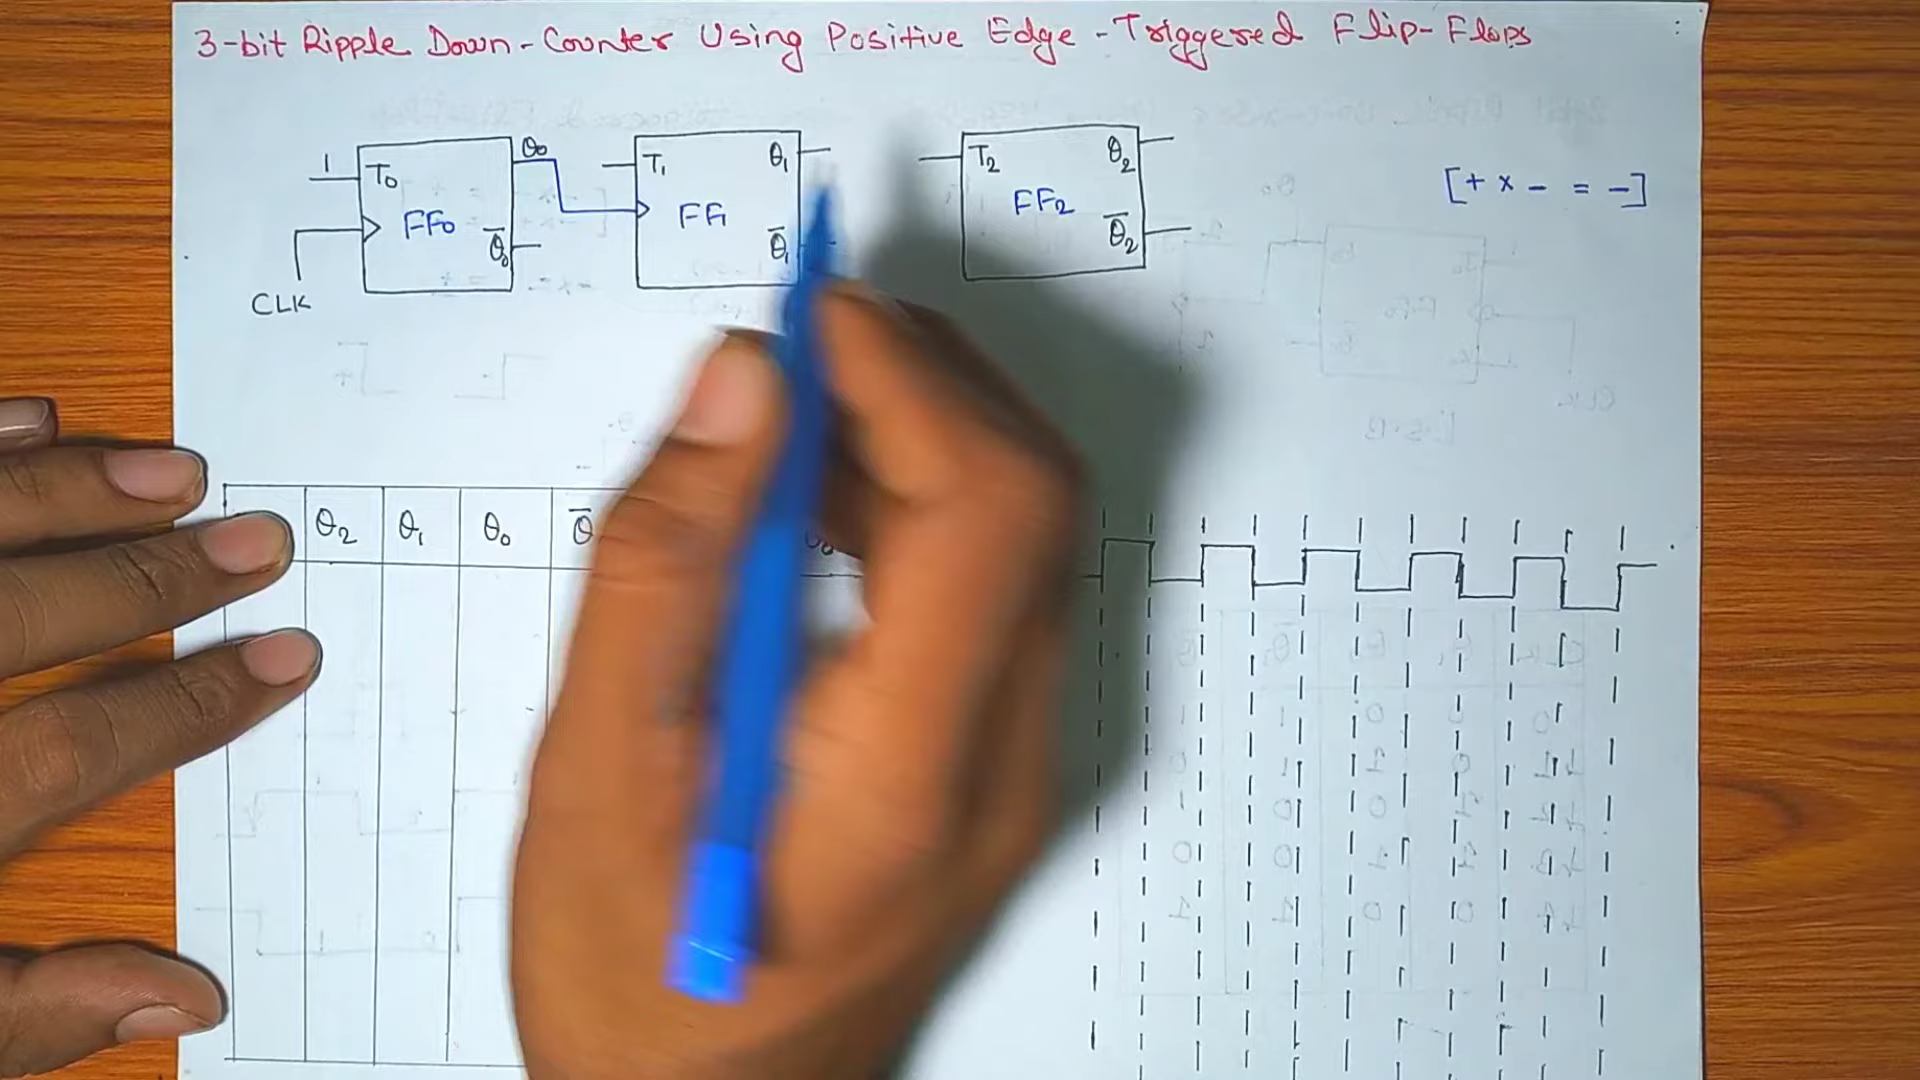 3-bit Ripple Down-Counter Using Positive Edge-Triggered Flip-Flops
1 T₀ Q₀ T₁ Q₁ T₂ Q₂ [+ × - = -]
FF₀ FF₁ FF₂
Q̅₀ Q̅₁ Q̅₂
CLK
Q₂ Q₁ Q₀ Q̅